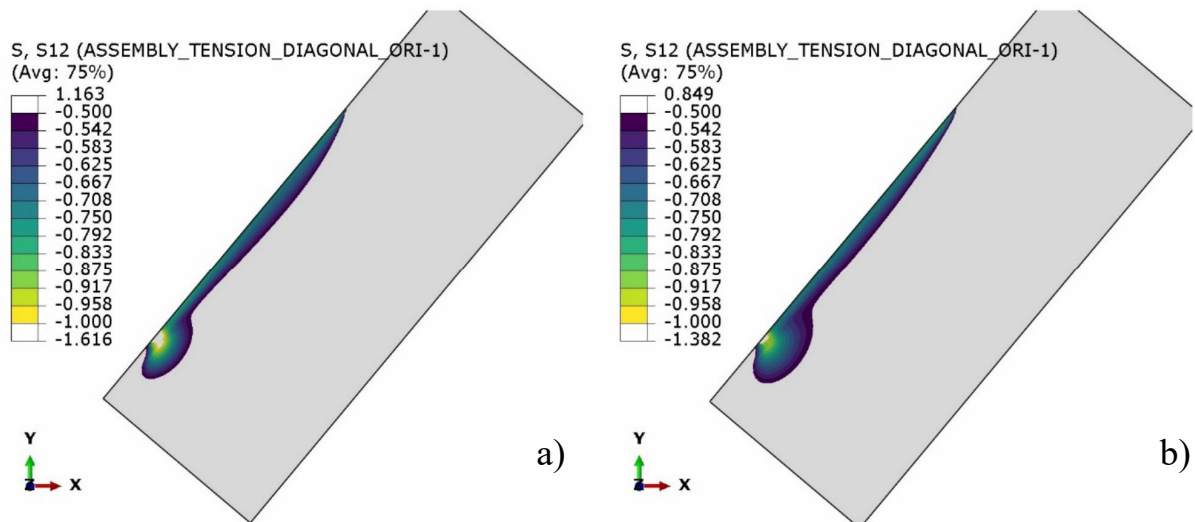 S, S12 (ASSEMBLY_TENSION_DIAGONAL_ORI-1)
(Avg: 75%)
1.163
-0.500
-0.542
-0.583
-0.625
-0.667
-0.708
-0.750
-0.792
-0.833
-0.875
-0.917
-0.958
-1.000
-1.616
Y
Z
X
a)
S, S12 (ASSEMBLY_TENSION_DIAGONAL_ORI-1)
(Avg: 75%)
0.849
-0.500
-0.542
-0.583
-0.625
-0.667
-0.708
-0.750
-0.792
-0.833
-0.875
-0.917
-0.958
-1.000
-1.382
Y
Z
X
b)